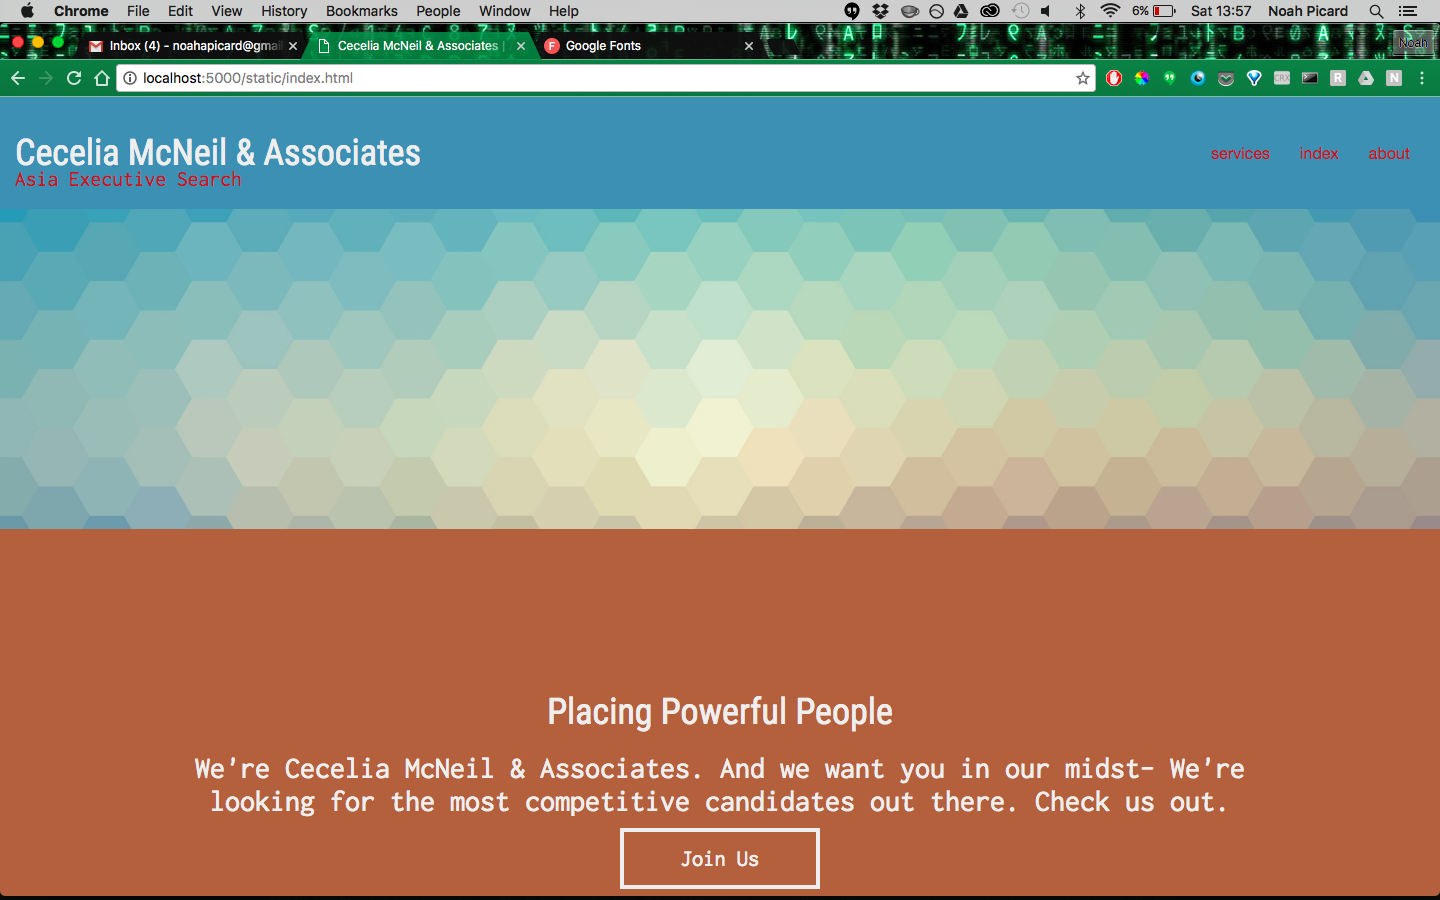 Chrome File Edit View History Bookmarks People Window Help 6% Sat 13:57 Noah Picard
Inbox (4) - noahapicard@gmai Cecelia McNeil & Associates | Google Fonts Noah
localhost:5000/static/index.html
Cecelia McNeil & Associates
Asia Executive Search
services index about
Placing Powerful People
We're Cecelia McNeil & Associates. And we want you in our midst- We're
looking for the most competitive candidates out there. Check us out.
Join Us